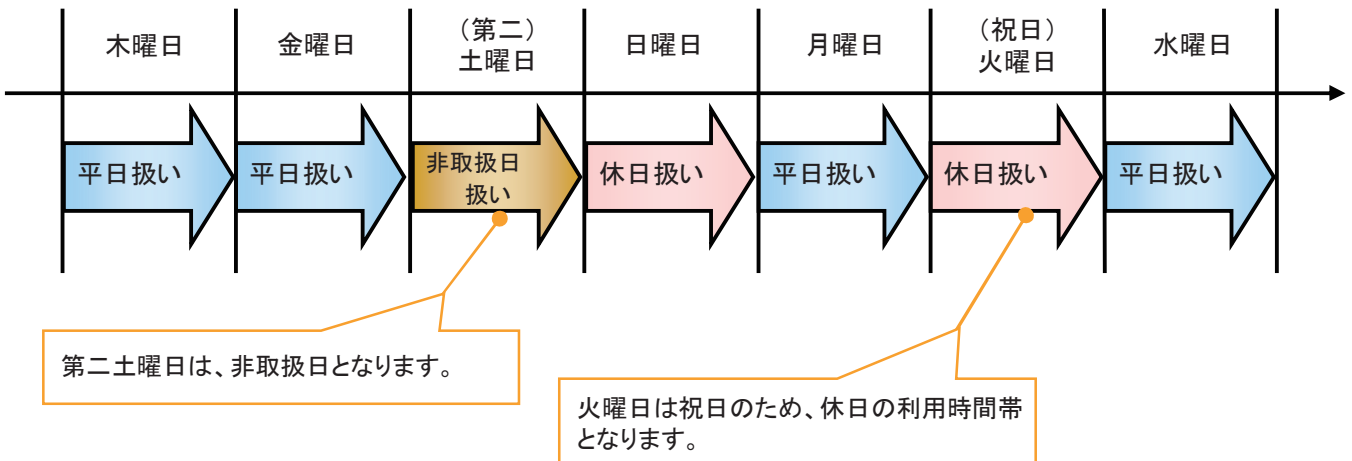 木曜日
金曜日
（第二）
土曜日
日曜日
月曜日
（祝日）
火曜日
水曜日
平日扱い
平日扱い
非取扱日
扱い
休日扱い
平日扱い
休日扱い
平日扱い
第二土曜日は、非取扱日となります。
火曜日は祝日のため、休日の利用時間帯
となります。